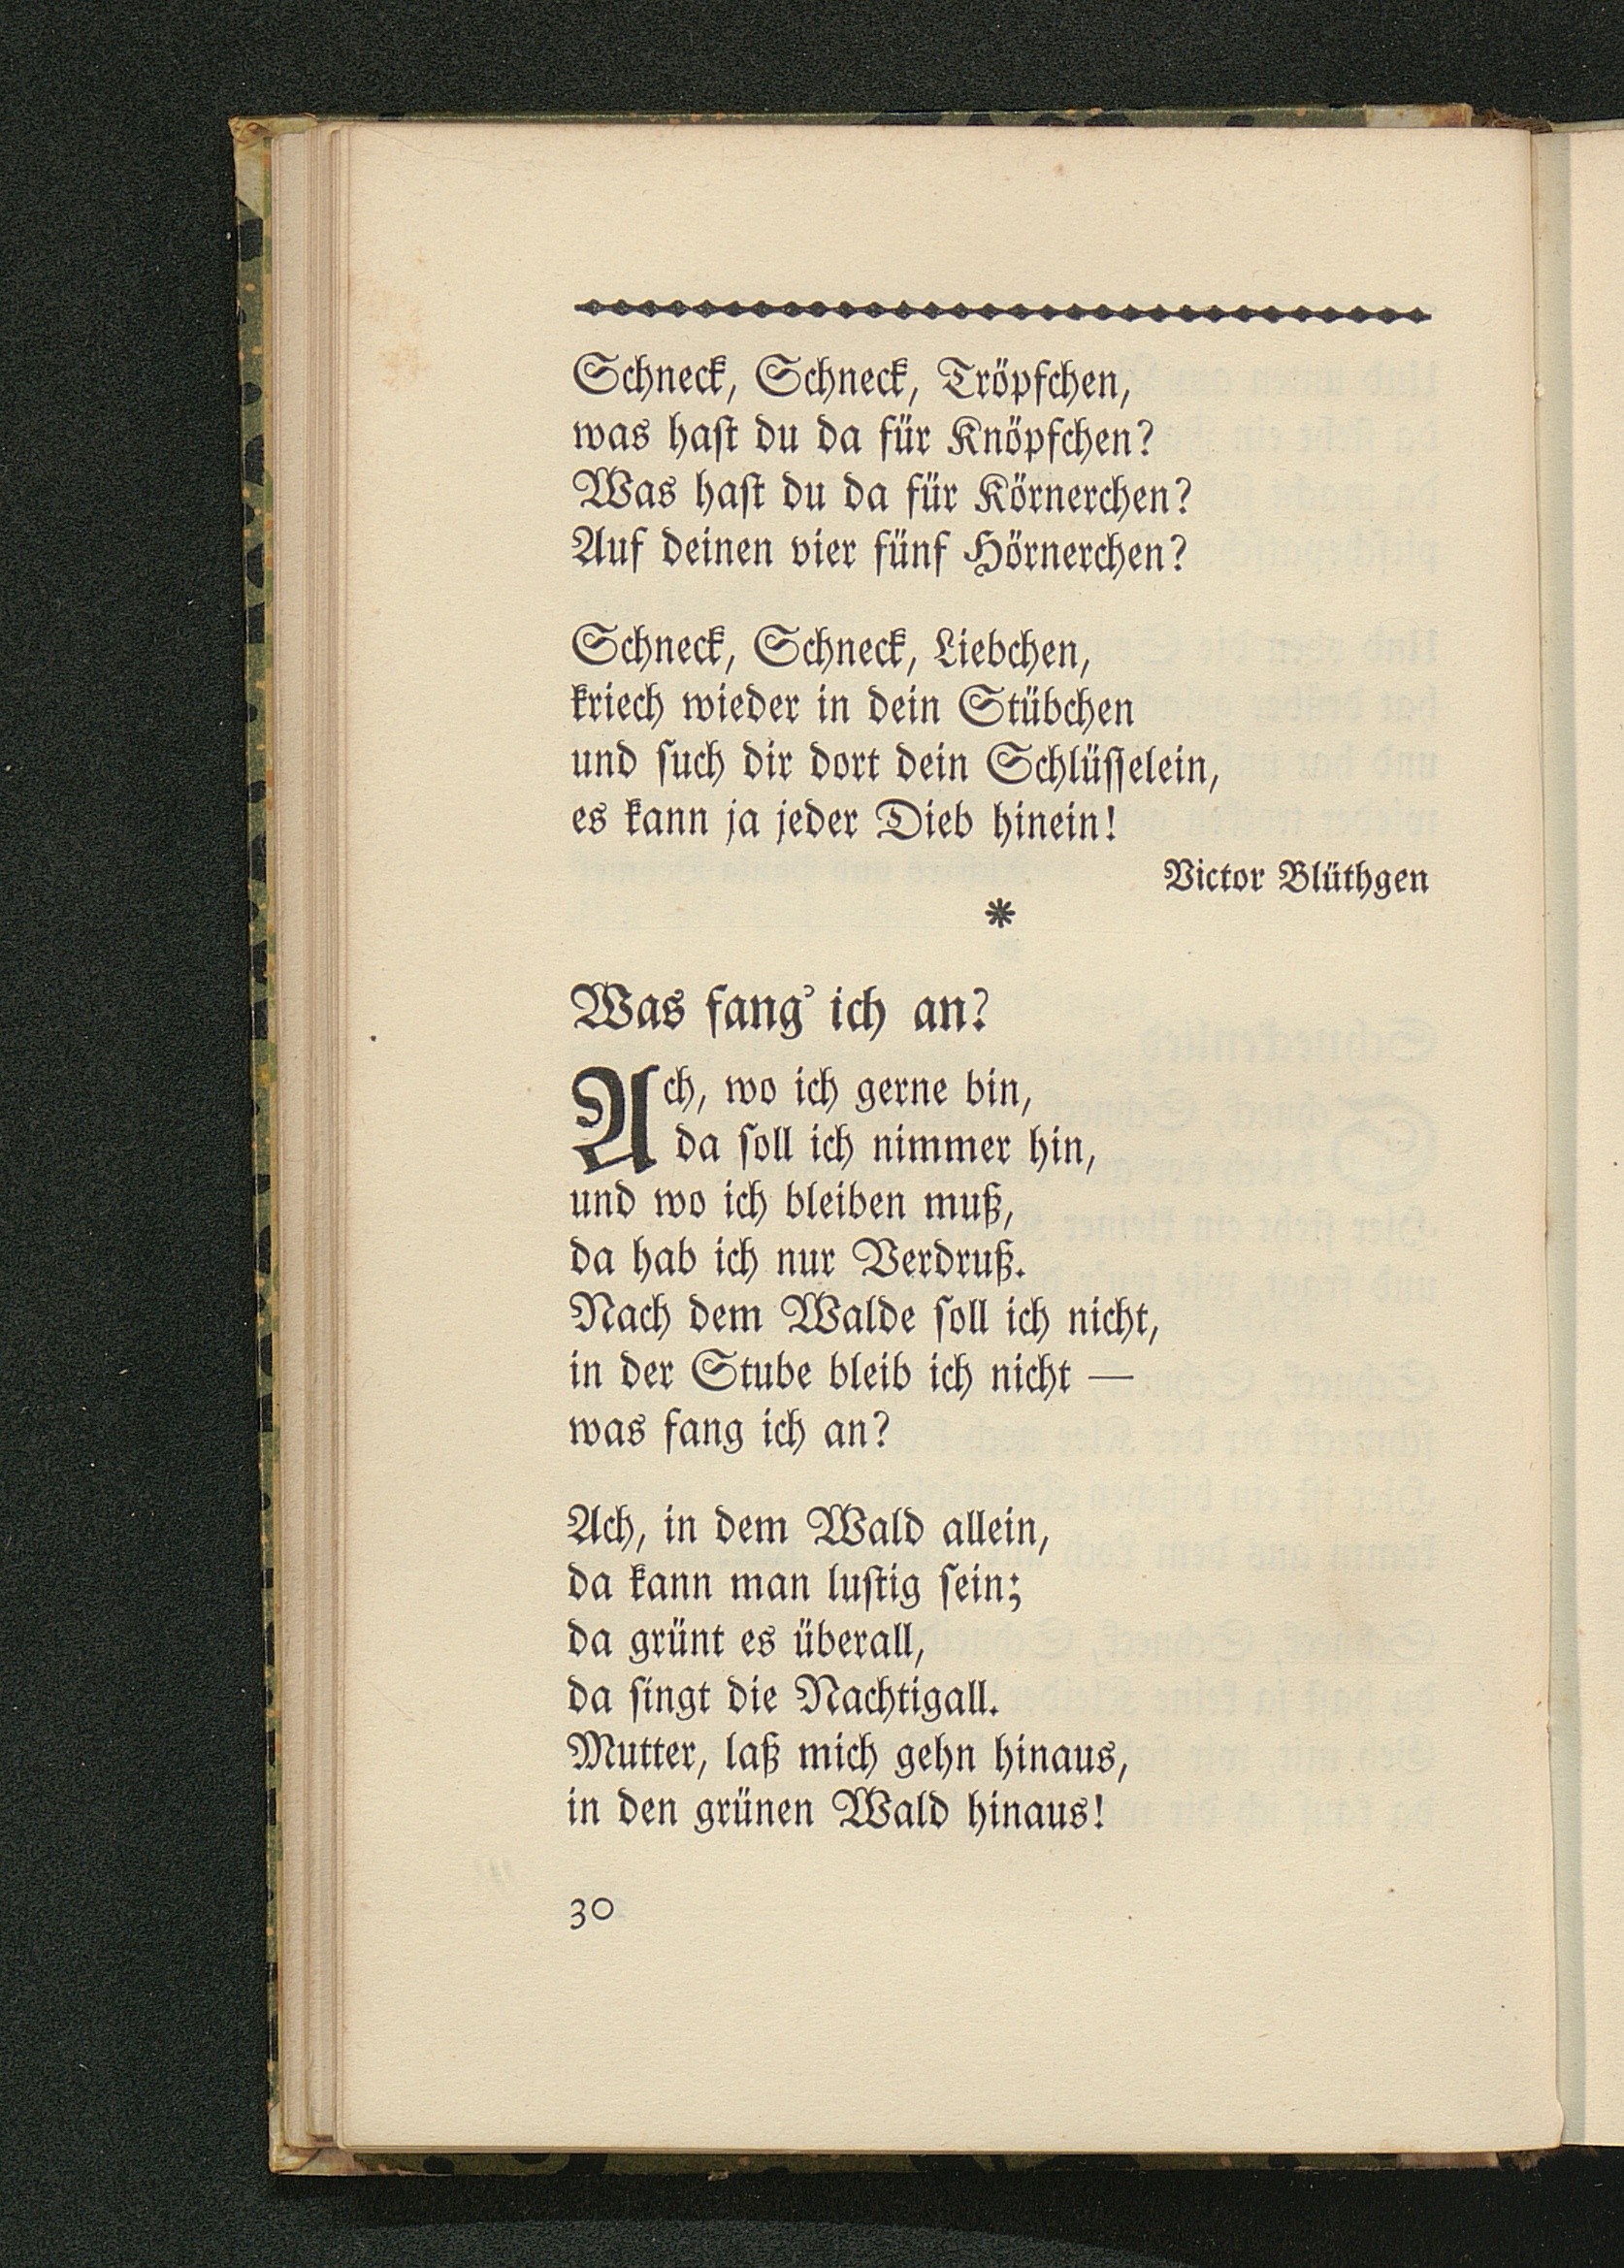 Schneck, Schneck, Tröpfchen,
was haſt du da für Knöpfchen?
Was haſt du da für Körnerchen?
Auf deinen vier fünf Hörnerchen?
Schneck, Schneck, Liebchen,
kriech wieder in dein Stübchen
und ſuch dir dort dein Schlüſſelein,
es kann ja jeder Dieb hinein!
Victor Blüthgen
*
Was fang' ich an?
Ach, wo ich gerne bin,
da ſoll ich nimmer hin,
und wo ich bleiben muß,
da hab ich nur Verdruß.
Nach dem Walde ſoll ich nicht,
in der Stube bleib ich nicht —
was fang ich an?
Ach, in dem Wald allein,
da kann man luſtig ſein;
da grünt es überall,
da ſingt die Nachtigall.
Mutter, laß mich gehn hinaus,
in den grünen Wald hinaus!
30